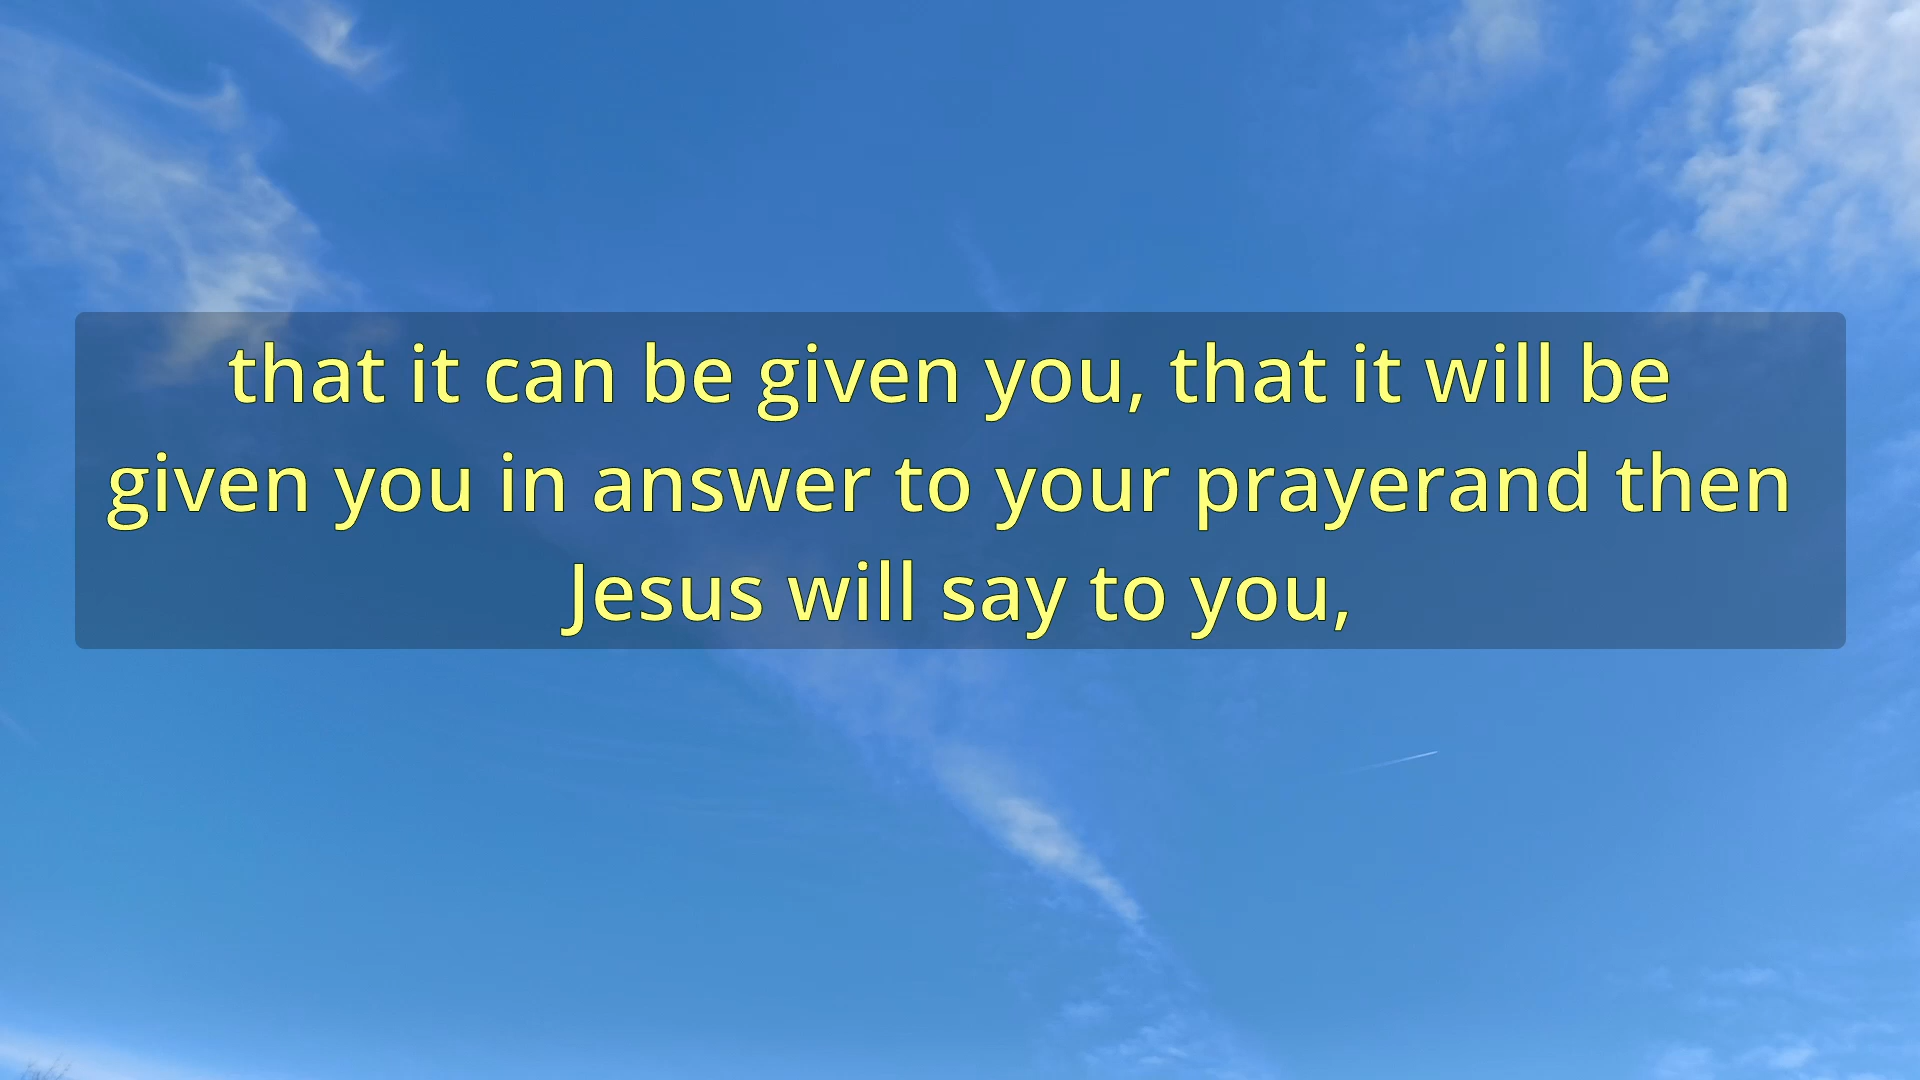 that it can be given you, that it will be
given you in answer to your prayerand then
Jesus will say to you,